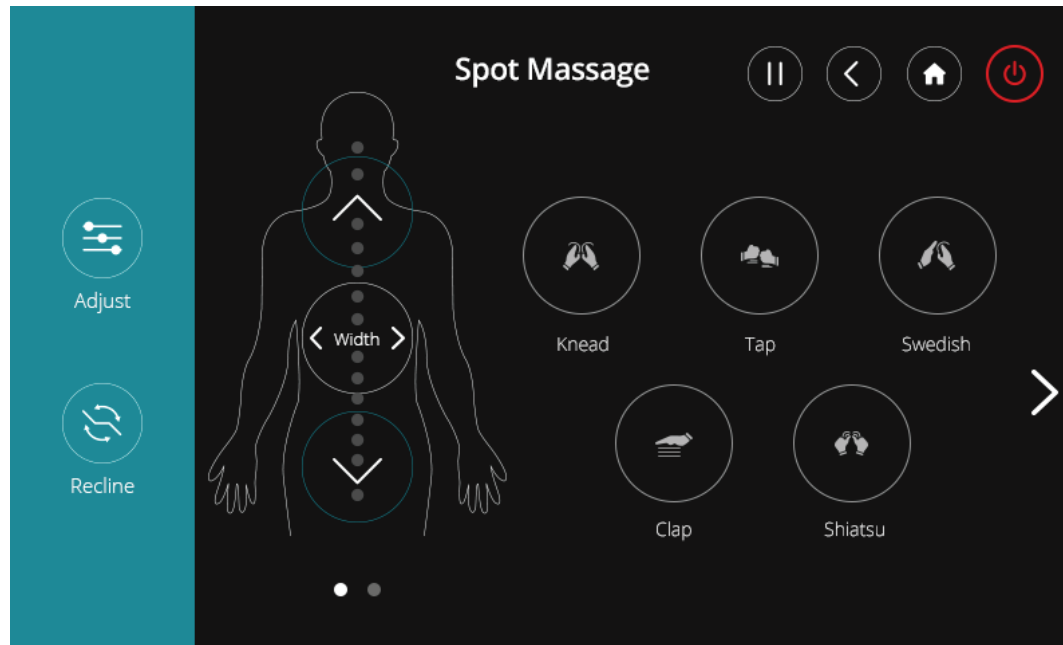 Spot Massage
Adjust
Recline
Width
Knead
Tap
Swedish
Clap
Shiatsu